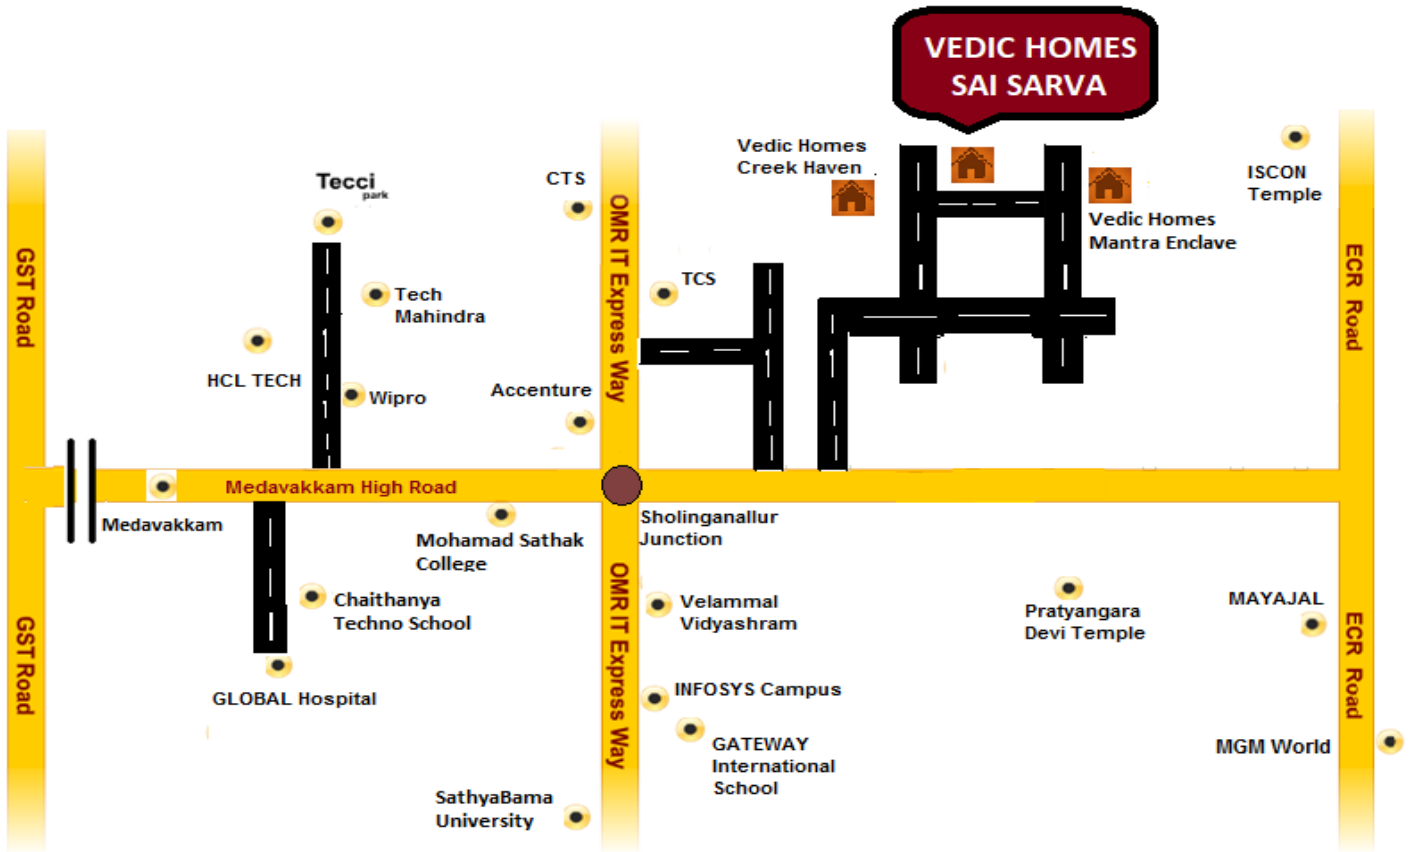 VEDIC HOMES
SAI SARVA
Vedic Homes
Creek Haven
ISCON
Temple
Tecci
park
CTS
Vedic Homes
Mantra Enclave
OMR IT Express Way
GST Road
ECR Road
TCS
Tech
Mahindra
HCL TECH
Wipro
Accenture
Medavakkam High Road
Medavakkam
Sholinganallur
Junction
Mohamad Sathak
College
Chaithanya
Techno School
Velammal
Vidyashram
Pratyangara
Devi Temple
MAYAJAL
GST Road
OMR IT Express Way
ECR Road
GLOBAL Hospital
INFOSYS Campus
GATEWAY
International
School
MGM World
SathyaBama
University